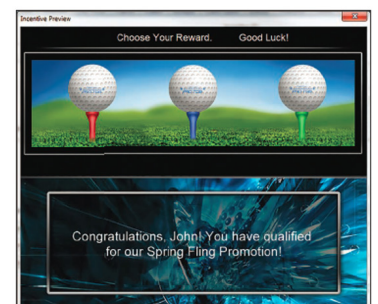 Incentive Preview
Choose Your Reward. Good Luck!
Congratulations, John! You have qualified
for our Spring Fling Promotion!